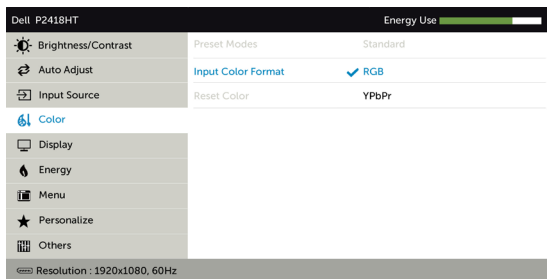 Dell P2418HT Energy Use
Brightness/Contrast Preset Modes Standard
Auto Adjust Input Color Format RGB
Input Source Reset Color YPbPr
Color
Display
Energy
Menu
Personalize
Others
Resolution : 1920x1080, 60Hz